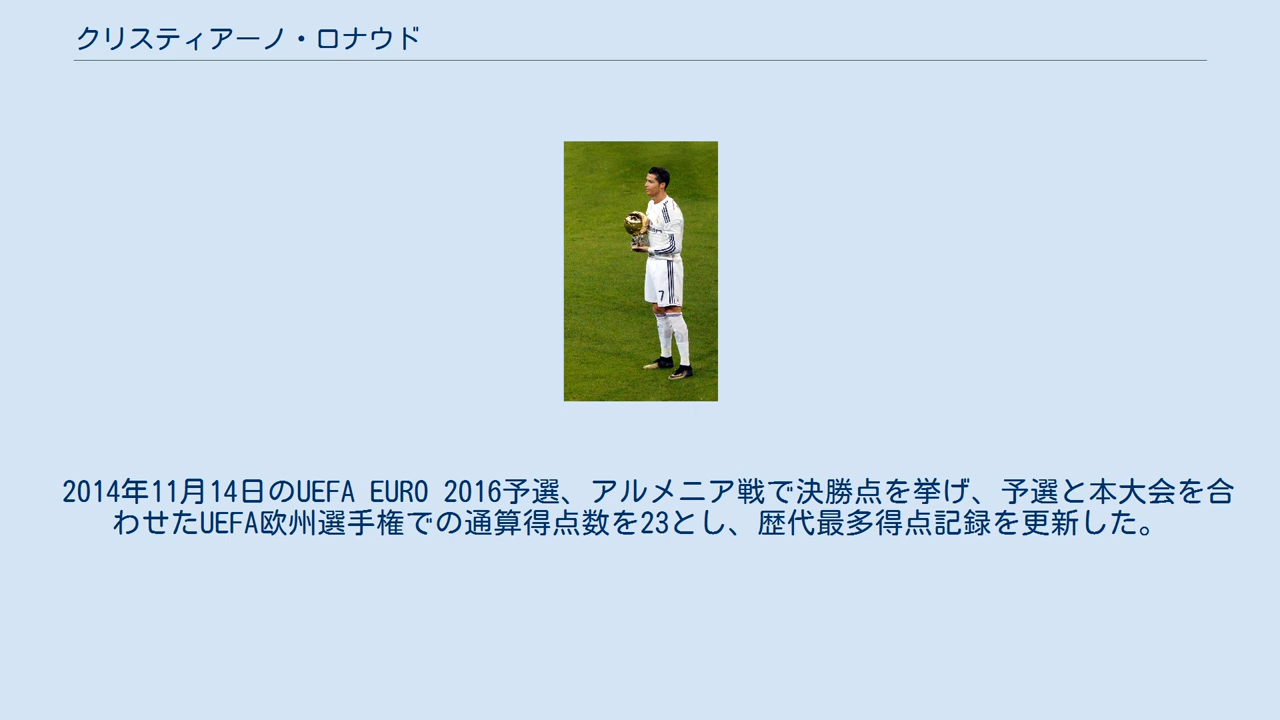 クリスティアーノ・ロナウド
7
2014年11月14日のUEFA EURO 2016予選、アルメニア戦で決勝点を挙げ、予選と本大会を合
わせたUEFA欧州選手権での通算得点数を23とし、歴代最多得点記録を更新した。